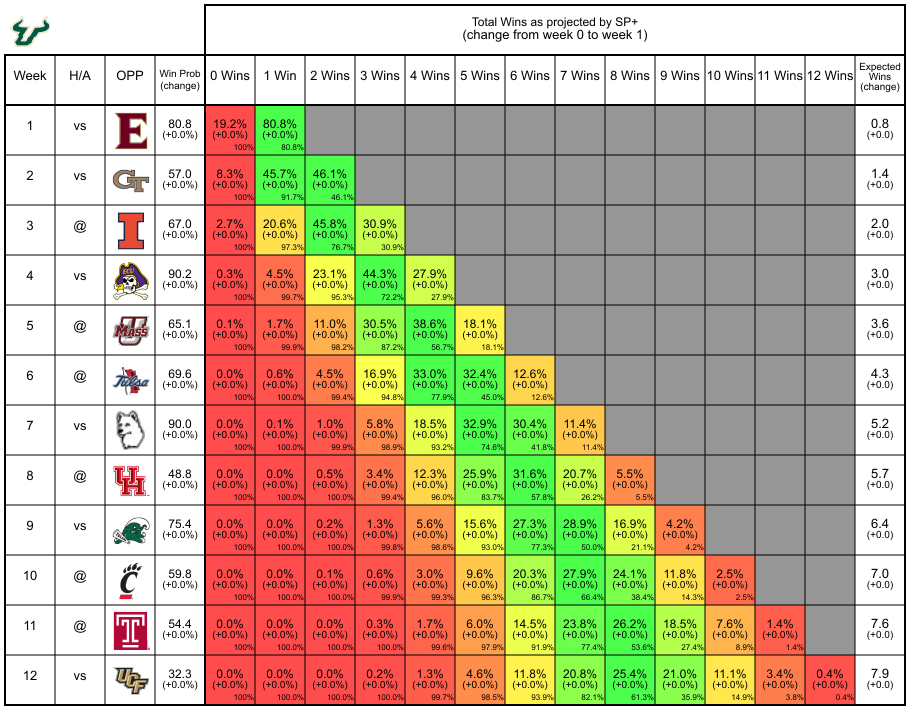 Total Wins as projected by SP+
(change from week 0 to week 1)
Week H/A OPP Win Prob (change) 0 Wins 1 Win 2 Wins 3 Wins 4 Wins 5 Wins 6 Wins 7 Wins 8 Wins 9 Wins 10 Wins 11 Wins 12 Wins Expected Wins (change)
1 vs E 80.8 19.2% 80.8% 0.8
(+0.0%) (+0.0%) (+0.0%) (+0.0)
100% 80.8%
2 vs GT 57.0 8.3% 45.7% 46.1% 1.4
(+0.0%) (+0.0%) (+0.0%) (+0.0%) (+0.0)
100% 91.7% 46.1%
3 @ I 67.0 2.7% 20.6% 45.8% 30.9% 2.0
(+0.0%) (+0.0%) (+0.0%) (+0.0%) (+0.0%) (+0.0)
100% 97.3% 76.7% 30.9%
4 vs ECU 90.2 0.3% 4.5% 23.1% 44.3% 27.9% 3.0
(+0.0%) (+0.0%) (+0.0%) (+0.0%) (+0.0%) (+0.0%) (+0.0)
100% 99.7% 95.3% 72.2% 27.9%
5 @ MASS 65.1 0.1% 1.7% 11.0% 30.5% 38.6% 18.1% 3.6
(+0.0%) (+0.0%) (+0.0%) (+0.0%) (+0.0%) (+0.0%) (+0.0%) (+0.0)
100% 99.9% 98.2% 87.2% 56.7% 18.1%
6 @ Tulsa 69.6 0.0% 0.6% 4.5% 16.9% 33.0% 32.4% 12.6% 4.3
(+0.0%) (+0.0%) (+0.0%) (+0.0%) (+0.0%) (+0.0%) (+0.0%) (+0.0%) (+0.0)
100% 100.0% 99.4% 94.8% 77.9% 45.0% 12.6%
7 vs 90.0 0.0% 0.1% 1.0% 5.8% 18.5% 32.9% 30.4% 11.4% 5.2
(+0.0%) (+0.0%) (+0.0%) (+0.0%) (+0.0%) (+0.0%) (+0.0%) (+0.0%) (+0.0%) (+0.0)
100% 100.0% 99.9% 98.9% 93.2% 74.6% 41.8% 11.4%
8 @ UH 48.8 0.0% 0.0% 0.5% 3.4% 12.3% 25.9% 31.6% 20.7% 5.5% 5.7
(+0.0%) (+0.0%) (+0.0%) (+0.0%) (+0.0%) (+0.0%) (+0.0%) (+0.0%) (+0.0%) (+0.0%) (+0.0)
100% 100.0% 100.0% 99.4% 96.0% 83.7% 57.8% 26.2% 5.5%
9 vs 75.4 0.0% 0.0% 0.2% 1.3% 5.6% 15.6% 27.3% 28.9% 16.9% 4.2% 6.4
(+0.0%) (+0.0%) (+0.0%) (+0.0%) (+0.0%) (+0.0%) (+0.0%) (+0.0%) (+0.0%) (+0.0%) (+0.0%) (+0.0)
100% 100.0% 100.0% 99.8% 98.6% 93.0% 77.3% 50.0% 21.1% 4.2%
10 @ C 59.8 0.0% 0.0% 0.1% 0.6% 3.0% 9.6% 20.3% 27.9% 24.1% 11.8% 2.5% 7.0
(+0.0%) (+0.0%) (+0.0%) (+0.0%) (+0.0%) (+0.0%) (+0.0%) (+0.0%) (+0.0%) (+0.0%) (+0.0%) (+0.0%) (+0.0)
100% 100.0% 100.0% 99.9% 99.3% 96.3% 86.7% 66.4% 38.4% 14.3% 2.5%
11 @ T 54.4 0.0% 0.0% 0.0% 0.3% 1.7% 6.0% 14.5% 23.8% 26.2% 18.5% 7.6% 1.4% 7.6
(+0.0%) (+0.0%) (+0.0%) (+0.0%) (+0.0%) (+0.0%) (+0.0%) (+0.0%) (+0.0%) (+0.0%) (+0.0%) (+0.0%) (+0.0%) (+0.0)
100% 100.0% 100.0% 100.0% 99.6% 97.9% 91.9% 77.4% 53.6% 27.4% 8.9% 1.4%
12 vs UCF 32.3 0.0% 0.0% 0.0% 0.2% 1.3% 4.6% 11.8% 20.8% 25.4% 21.0% 11.1% 3.4% 0.4% 7.9
(+0.0%) (+0.0%) (+0.0%) (+0.0%) (+0.0%) (+0.0%) (+0.0%) (+0.0%) (+0.0%) (+0.0%) (+0.0%) (+0.0%) (+0.0%) (+0.0%) (+0.0)
100% 100.0% 100.0% 100.0% 99.7% 98.5% 93.9% 82.1% 61.3% 35.9% 14.9% 3.8% 0.4%